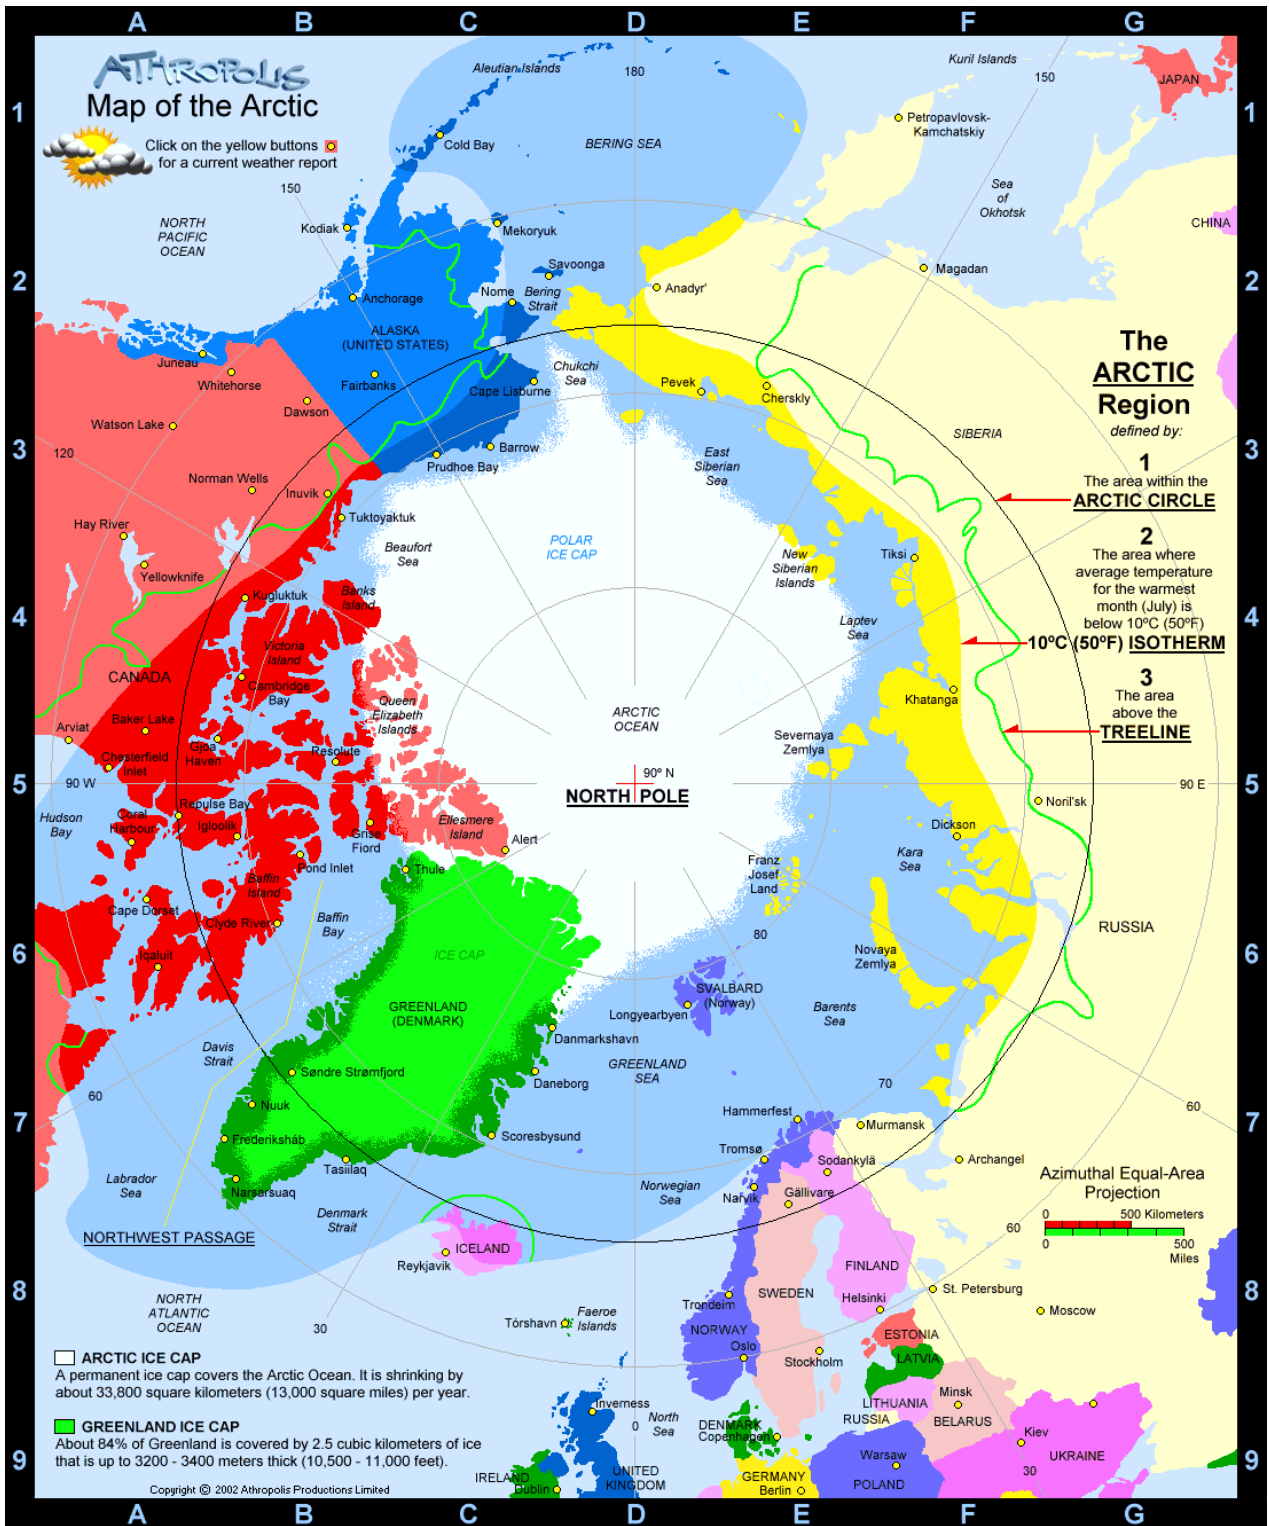 A B C D E F G
ATHROPOLIS
Map of the Arctic
Click on the yellow buttons
for a current weather report
Aleutian Islands
180
Kuril Islands
150
JAPAN
1
1
Petropavlovsk-
Kamchatskiy
Cold Bay
BERING SEA
150
Sea
of
Okhotsk
NORTH
PACIFIC
OCEAN
Kodiak
Mekoryuk
CHINA
2
2
Savoonga
Magadan
Nome
Bering
Strait
Anadyr'
Anchorage
ALASKA
(UNITED STATES)
Juneau
Whitehorse
Fairbanks
Chukchi
Sea
Cape Lisburne
Pevek
Cherskly
Dawson
Watson Lake
The
ARCTIC
Region
defined by:
SIBERIA
3
3
120
Barrow
Prudhoe Bay
East
Siberian
Sea
1
The area within the
ARCTIC CIRCLE
Norman Wells
Inuvik
Tuktoyaktuk
Hay River
Beaufort
Sea
POLAR
ICE CAP
New
Siberian
Islands
Tiksi
2
The area where
average temperature
for the warmest
month (July) is
below 10ºC (50ºF)
10ºC (50ºF) ISOTHERM
Yellowknife
Kugluktuk
Banks
Island
4
4
Laptev
Sea
Victoria
Island
CANADA
Cambridge
Bay
Queen
Elizabeth
Islands
Khatanga
3
The area
above the
TREELINE
Arviat
Baker Lake
ARCTIC
OCEAN
Gjoa
Haven
Resolute
Severnaya
Zemlya
Chesterfield
Inlet
5
5
90 W
90º N
NORTH POLE
90 E
Hudson
Bay
Repulse Bay
Coral
Harbour
Igloolik
Grise
Fiord
Ellesmere
Island
Alert
Noril'sk
Dickson
Kara
Sea
Pond Inlet
Thule
Franz
Josef
Land
Baffin
Island
Cape Dorset
Clyde River
Baffin
Bay
RUSSIA
80
6
6
Iqaluit
ICE CAP
Novaya
Zemlya
SVALBARD
(Norway)
Longyearbyen
GREENLAND
(DENMARK)
Barents
Sea
Danmarkshavn
Davis
Strait
GREENLAND
SEA
Søndre Strømfjord
Daneborg
70
60
60
7
7
Nuuk
Hammerfest
Murmansk
Frederikshåb
Scoresbysund
Tromsø
Tasiilaq
Sodankylä
Archangel
Labrador
Sea
Narsarsuaq
Norwegian
Sea
Narvik
Gällivare
Azimuthal Equal-Area
Projection
0 500 Kilometers
0 500
Miles
60
Denmark
Strait
NORTHWEST PASSAGE
ICELAND
Reykjavik
FINLAND
8
8
NORTH
ATLANTIC
OCEAN
30
Tórshavn
Faeroe
Islands
Trondeim
SWEDEN
Helsinki
St. Petersburg
Moscow
NORWAY
Oslo
Stockholm
ESTONIA
LATVIA
ARCTIC ICE CAP
A permanent ice cap covers the Arctic Ocean. It is shrinking by
about 33,800 square kilometers (13,000 square miles) per year.
Inverness
North
Sea
0
DENMARK
Copenhagen
LITHUANIA
RUSSIA
Minsk
BELARUS
GREENLAND ICE CAP
About 84% of Greenland is covered by 2.5 cubic kilometers of ice
that is up to 3200 - 3400 meters thick (10,500 - 11,000 feet).
Kiev
UKRAINE
9
9
Warsaw
POLAND
30
IRELAND
Dublin
UNITED
KINGDOM
GERMANY
Berlin
Copyright © 2002 Athropolis Productions Limited
A B C D E F G